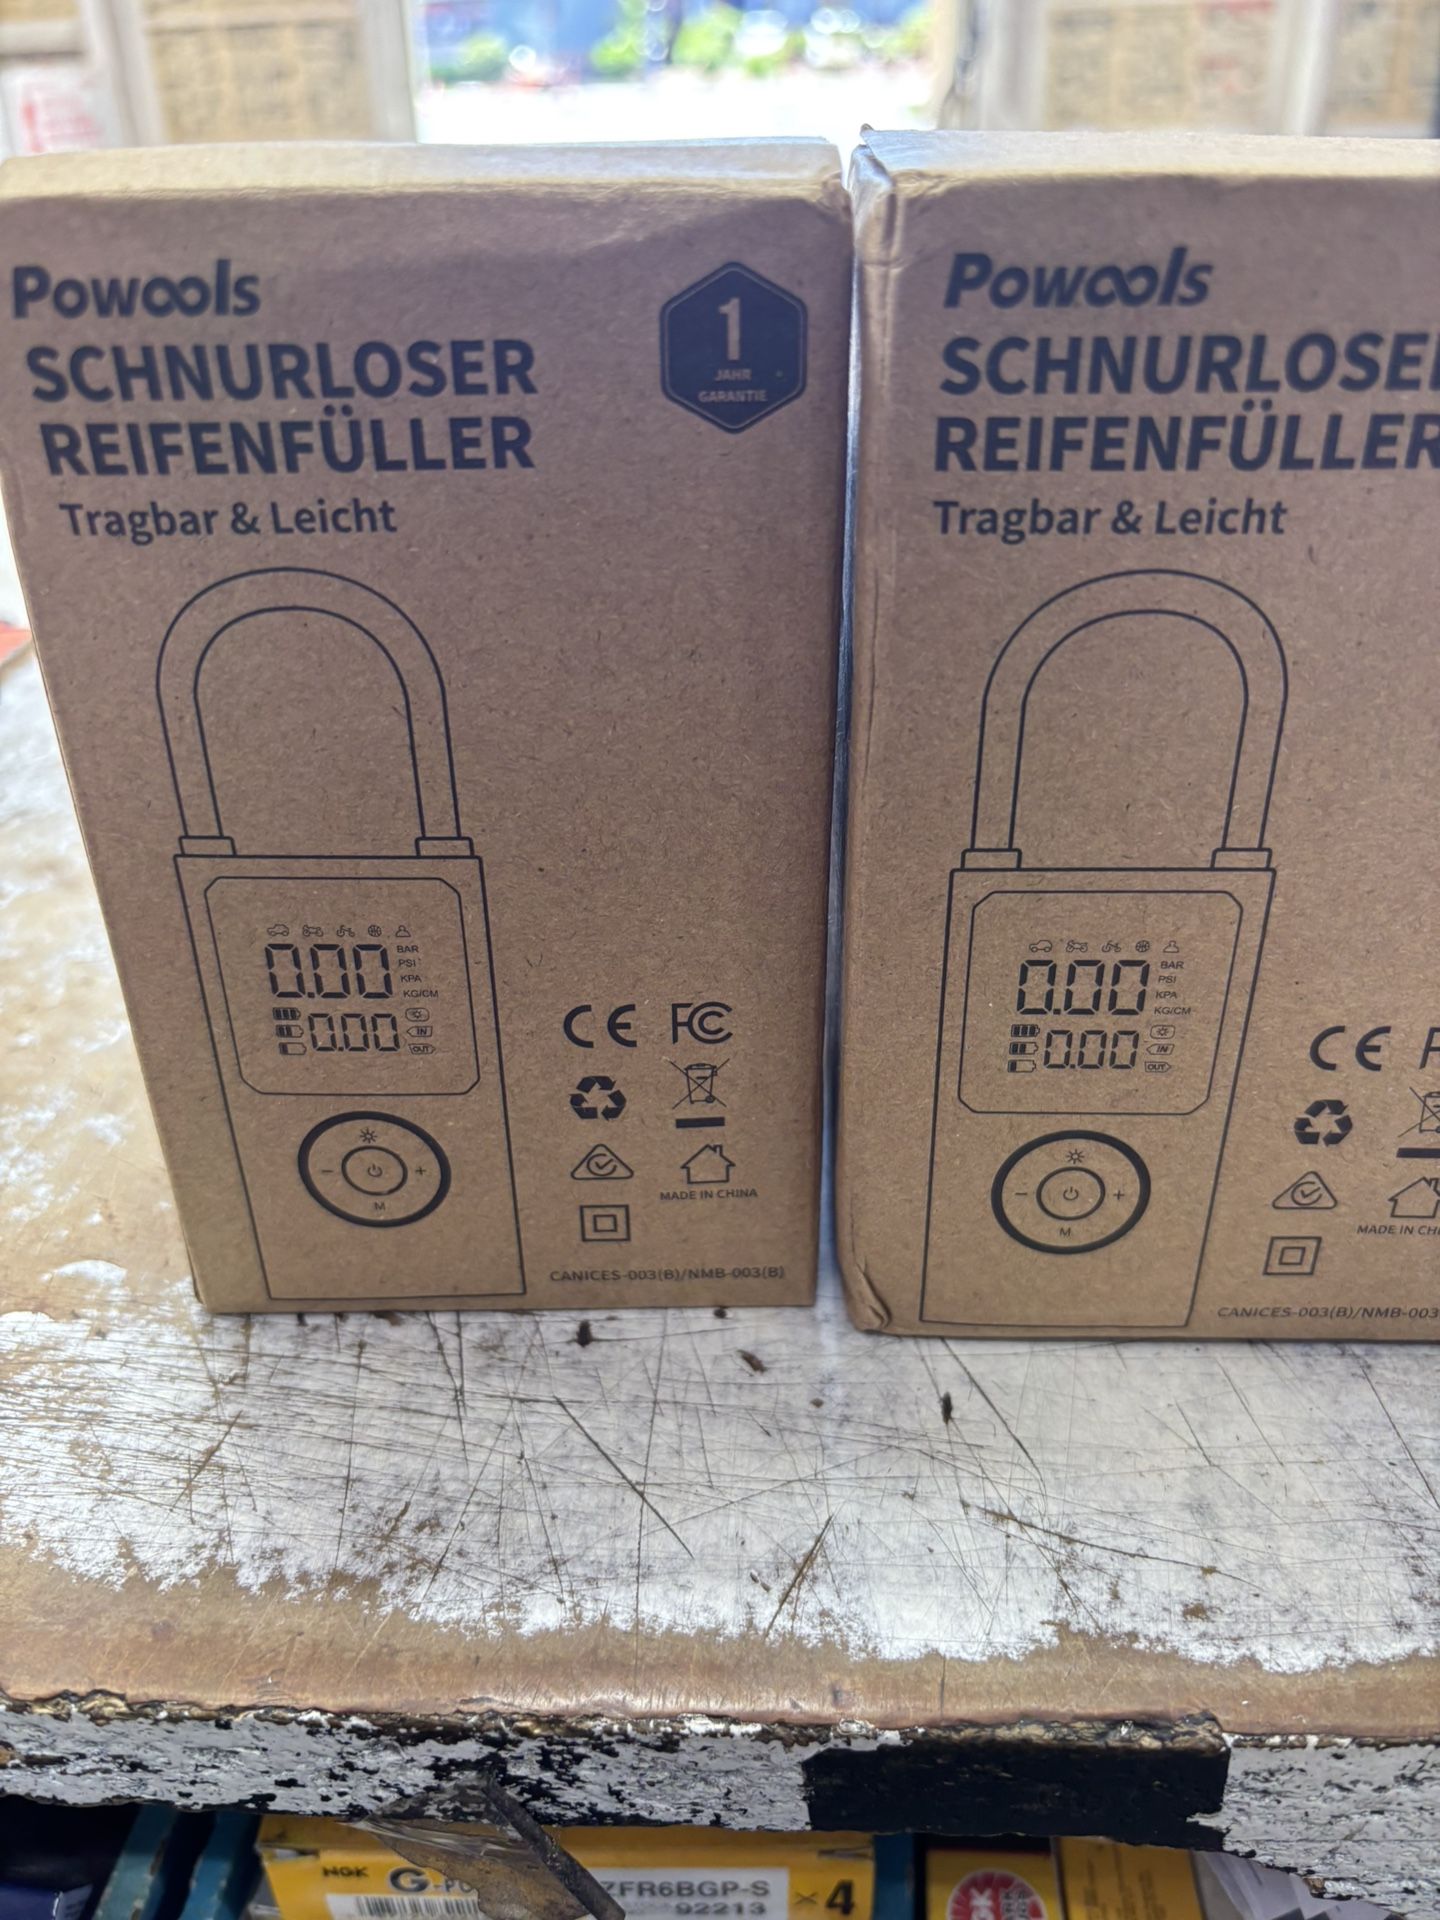 Powools
SCHNURLOSER
REIFENFÜLLER
Tragbar & Leicht
1
JAHR
GARANTIE
0.00
BAR
PSI
KPA
KG/CM
0.00
IN
OUT
M
CE FC
MADE IN CHINA
CANICES-003(B)/NMB-003(B)
Powools
SCHNURLOSE
REIFENFÜLLER
Tragbar & Leicht
0.00
BAR
PSI
KPA
KG/CM
0.00
IN
OUT
M
CE F
MADE IN CH
CANICES-003(B)/NMB-003
NGK
ZFR6BGP-S
92213
× 4